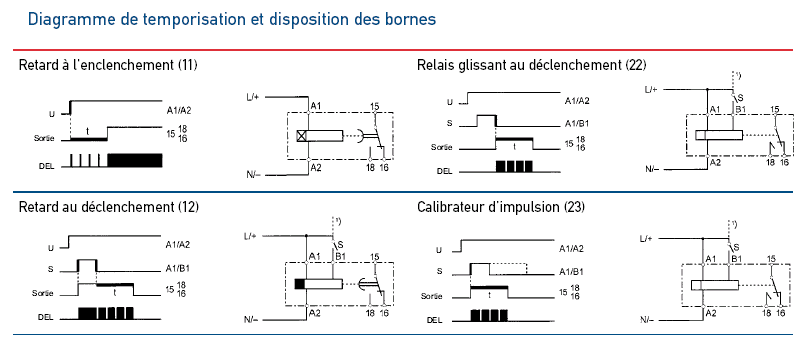 Diagramme de temporisation et disposition des bornes
Retard à l'enclenchement (11)
U
A1/A2
Sortie
t
15 18
16
DEL
L/+
A1
15
A2
18 16
N/–
Relais glissant au déclenchement (22)
U
A1/A2
S
A1/B1
Sortie
t
15 18
16
DEL
1)
L/+
S
A1 B1
15
A2
18 16
N/–
Retard au déclenchement (12)
U
A1/A2
S
A1/B1
Sortie
t
15 18
16
DEL
1)
L/+
S
A1 B1
15
A2
18 16
N/–
Calibrateur d'impulsion (23)
U
A1/A2
S
A1/B1
Sortie
t
15 18
16
DEL
1)
L/+
S
A1 B1
15
A2
18 16
N/–